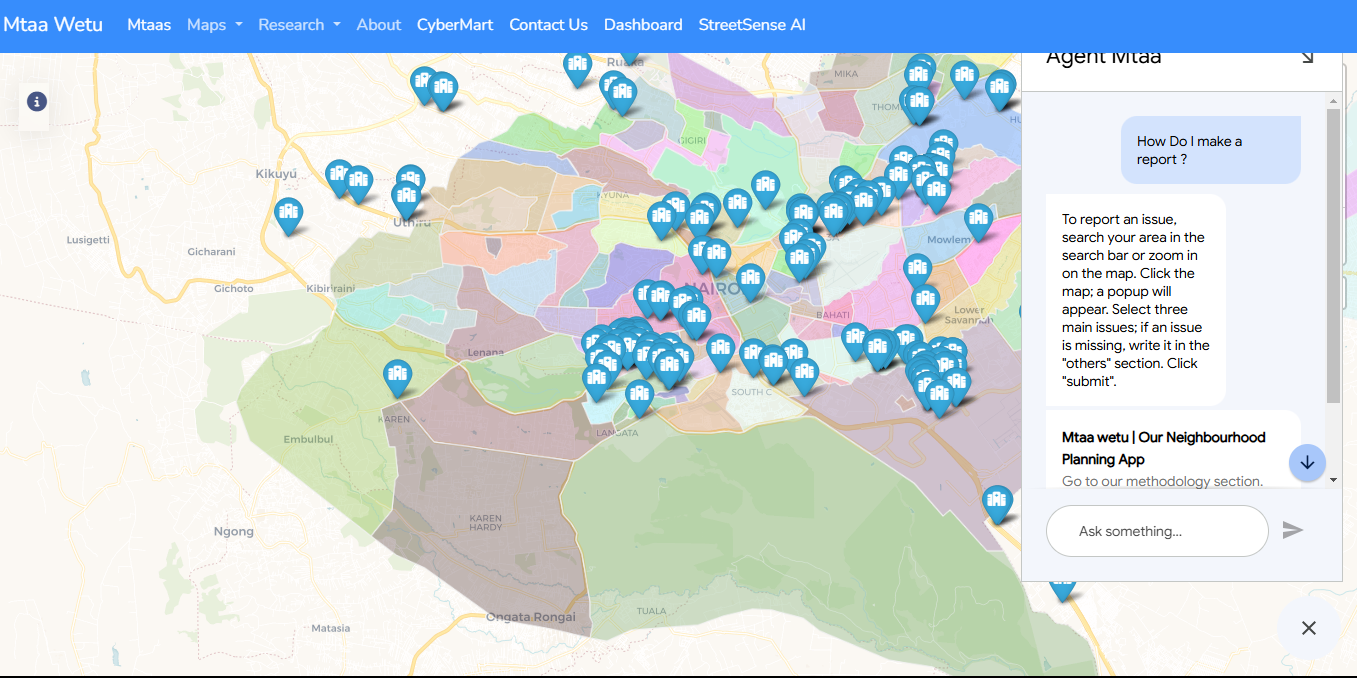 Mtaa Wetu
Mtaas
Maps
Research
About
CyberMart
Contact Us
Dashboard
StreetSense AI
Agent Mtaa
How Do I make a
report ?
To report an issue,
search your area in the
search bar or zoom in
on the map. Click the
map; a popup will
appear. Select three
main issues; if an issue
is missing, write it in the
"others" section. Click
"submit".
Mtaa wetu | Our Neighbourhood
Planning App
Go to our methodology section.
Ask something...
Ruaka
MIKA
GIGIRI
Kikuyu
Uthiru
Lusigetti
Gicharani
Mowlem
Gichoto
Kibiriraini
BAHATI
Lower
Savannah
Lenana
SOUTH C
KAREN
LANGATA
Embulbul
KAREN
HARDY
Ngong
TUALA
Ongata Rongai
Matasia